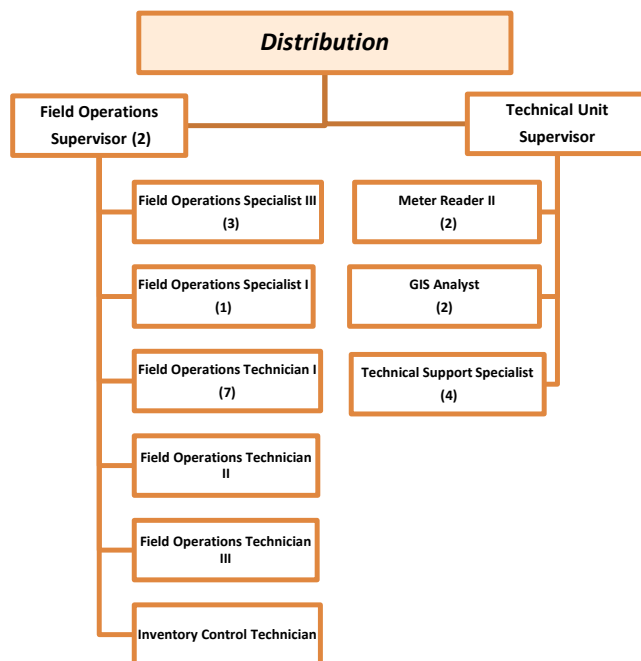 Distribution
Field Operations
Supervisor (2)
Technical Unit
Supervisor
Field Operations Specialist III
(3)
Field Operations Specialist I
(1)
Field Operations Technician I
(7)
Field Operations Technician
II
Field Operations Technician
III
Inventory Control Technician
Meter Reader II
(2)
GIS Analyst
(2)
Technical Support Specialist
(4)